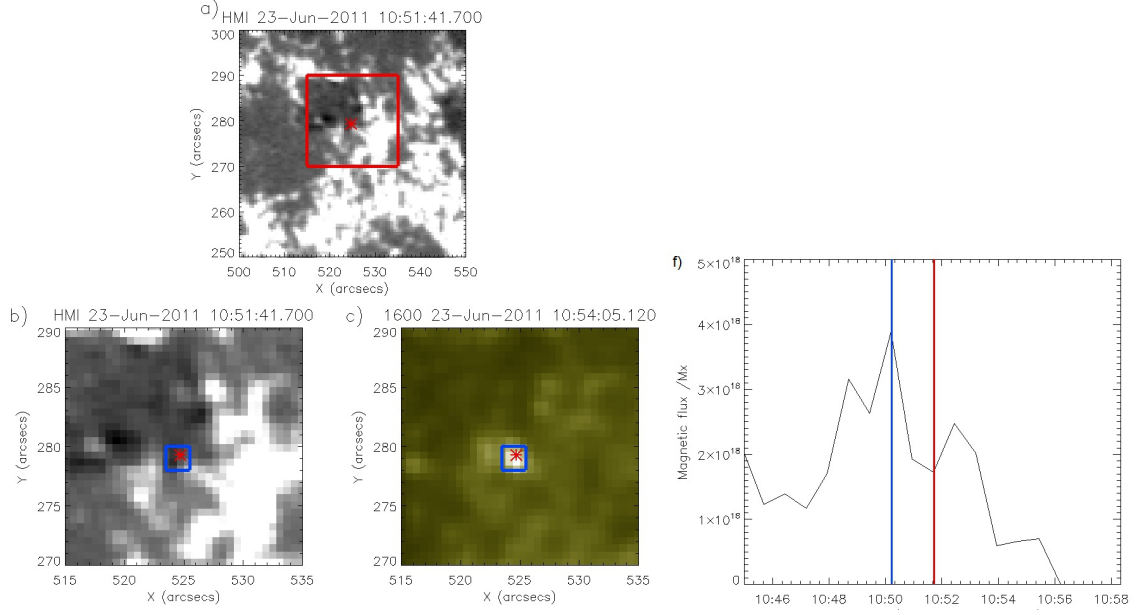 a) HMI 23-Jun-2011 10:51:41.700
300
290
280
270
260
250
Y (arcsecs)
500 510 520 530 540 550
X (arcsecs)
b) HMI 23-Jun-2011 10:51:41.700
290
285
280
275
270
Y (arcsecs)
515 520 525 530 535
X (arcsecs)
c) 1600 23-Jun-2011 10:54:05.120
290
285
280
275
270
Y (arcsecs)
515 520 525 530 535
X (arcsecs)
f)
5×10¹⁸
4×10¹⁸
3×10¹⁸
2×10¹⁸
1×10¹⁸
0
Magnetic flux /Mx
10:46 10:48 10:50 10:52 10:54 10:56 10:58